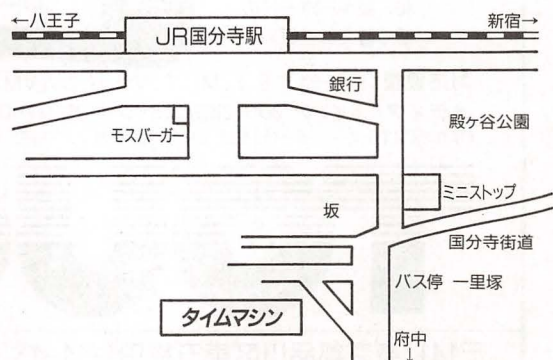 ←八王子
新宿→
JR国分寺駅
銀行
殿ヶ谷公園
モスバーガー
ミニストップ
坂
国分寺街道
バス停 一里塚
タイムマシン
府中
↓